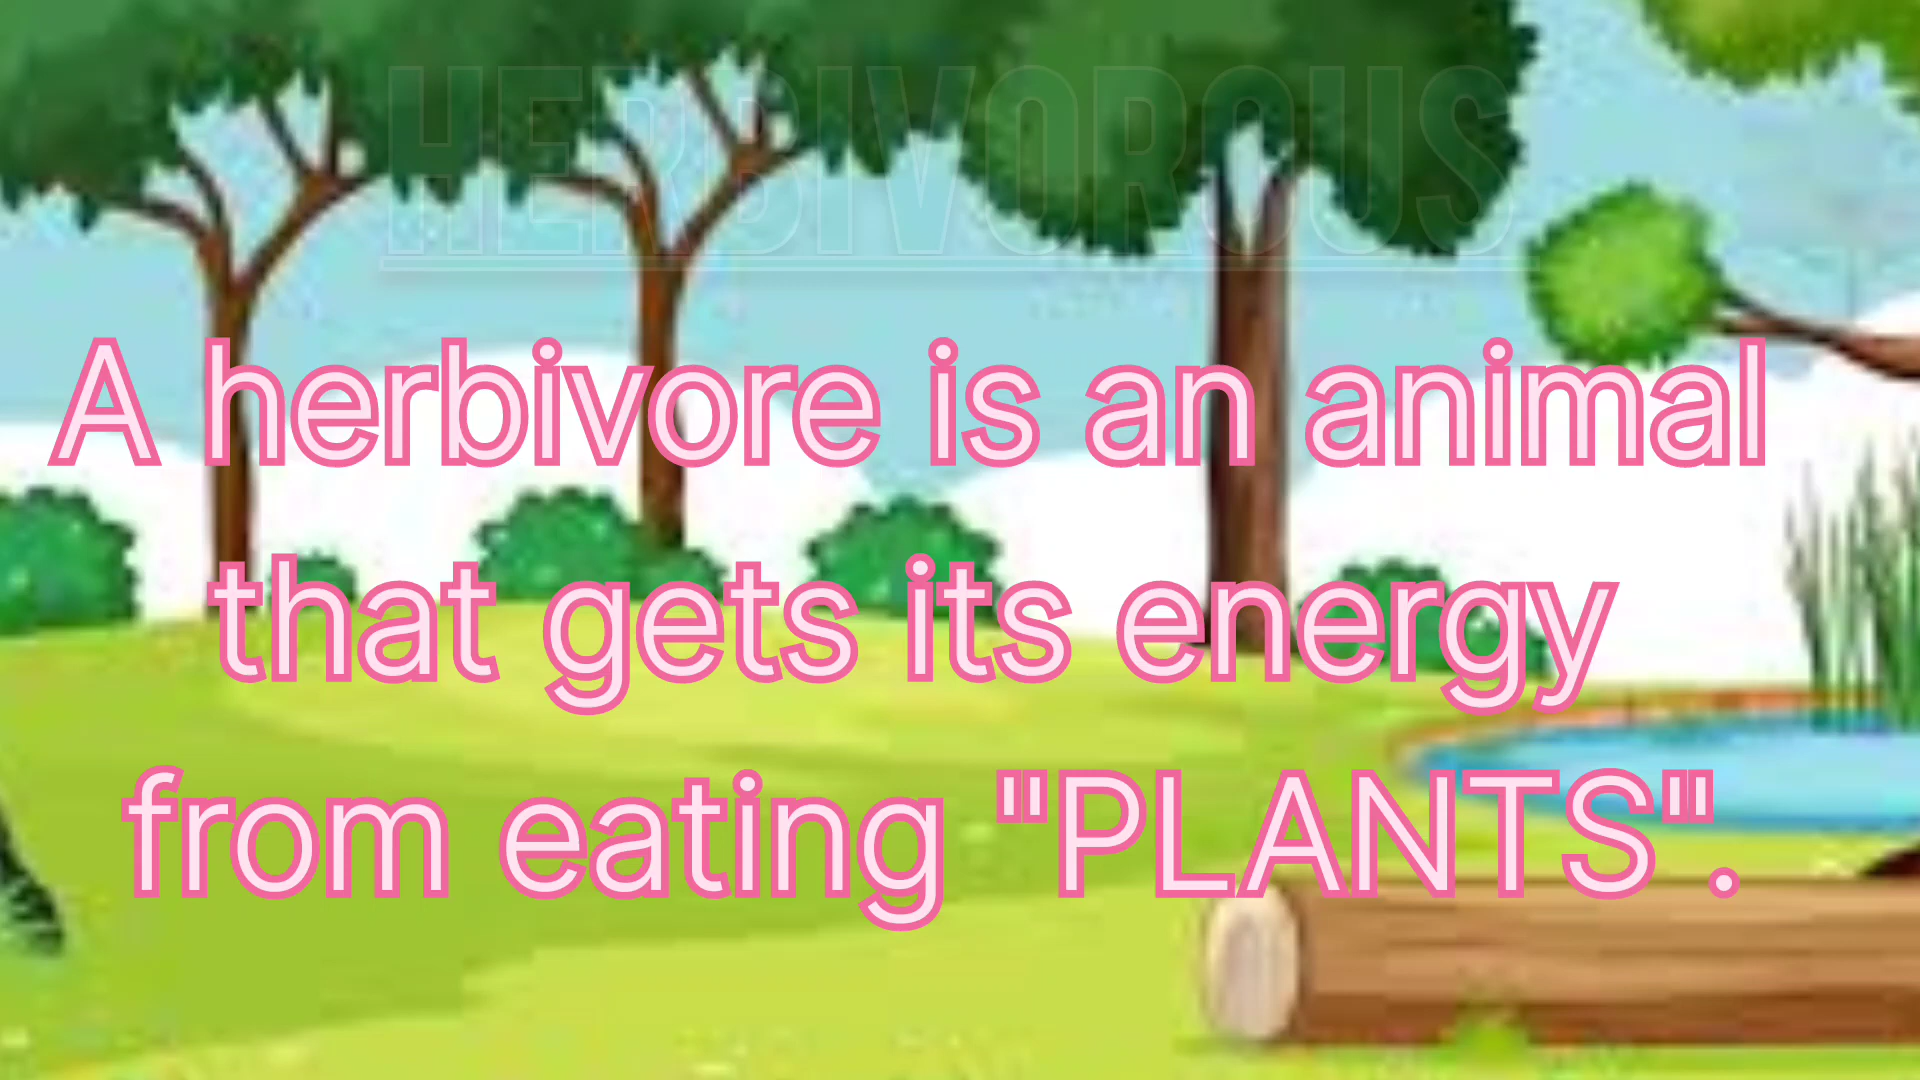 HERBIVOROUS
A herbivore is an animal
that gets its energy
from eating "PLANTS".